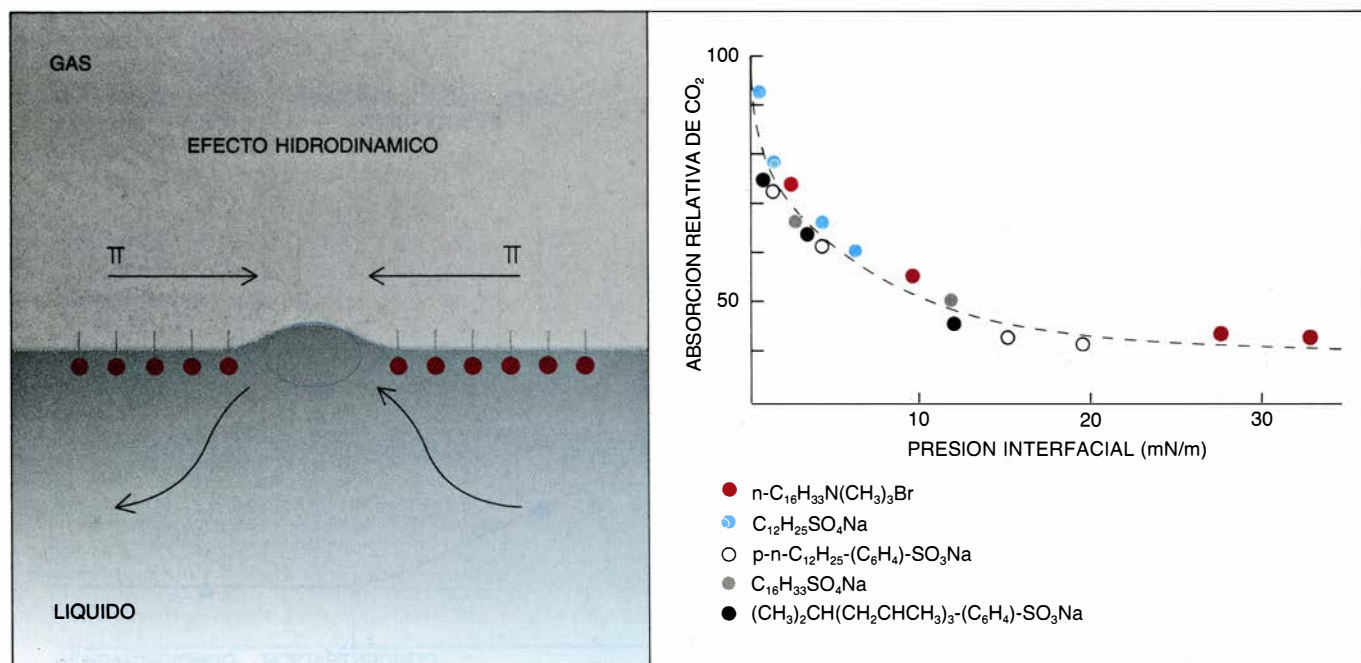 GAS
EFECTO HIDRODINAMICO
π π
LIQUIDO
100
50
ABSORCION RELATIVA DE CO₂
10 20 30
PRESION INTERFACIAL (mN/m)
n-C₁₆H₃₃N(CH₃)₃Br
C₁₂H₂₅SO₄Na
p-n-C₁₂H₂₅-(C₆H₄)-SO₃Na
C₁₆H₃₃SO₄Na
(CH₃)₂CH(CH₂CHCH₃)₃-(C₆H₄)-SO₃Na